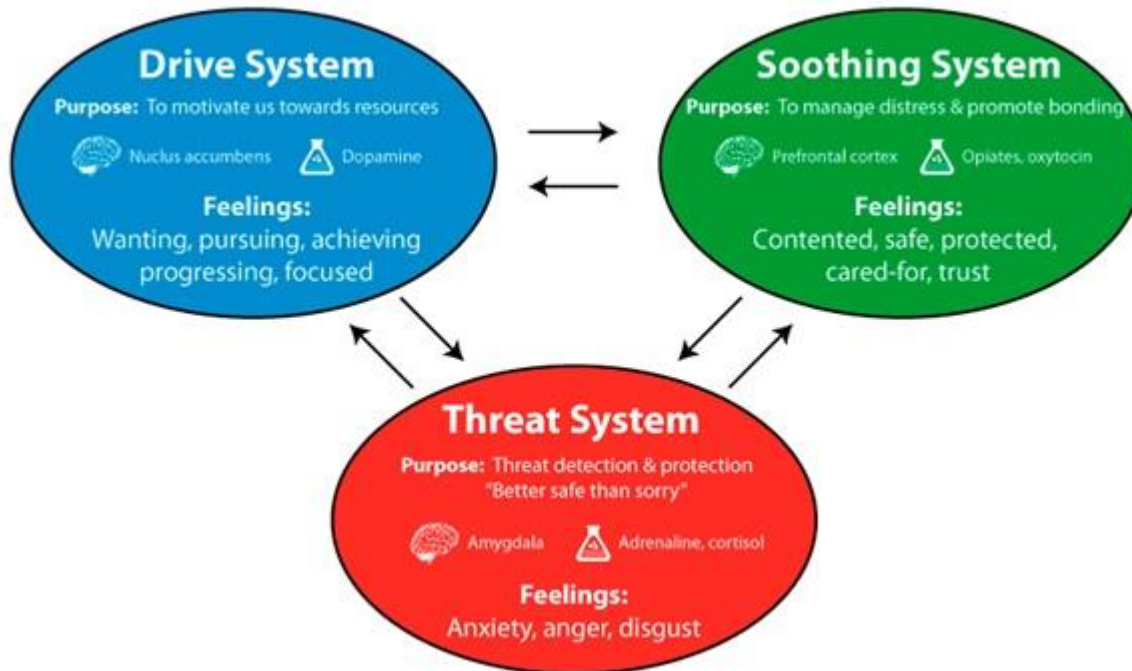 Drive System
Purpose: To motivate us towards resources
Nuclus accumbens
Dopamine
Feelings:
Wanting, pursuing, achieving
progressing, focused
Soothing System
Purpose: To manage distress & promote bonding
Prefrontal cortex
Opiates, oxytocin
Feelings:
Contented, safe, protected,
cared-for, trust
Threat System
Purpose: Threat detection & protection
"Better safe than sorry"
Amygdala
Adrenaline, cortisol
Feelings:
Anxiety, anger, disgust